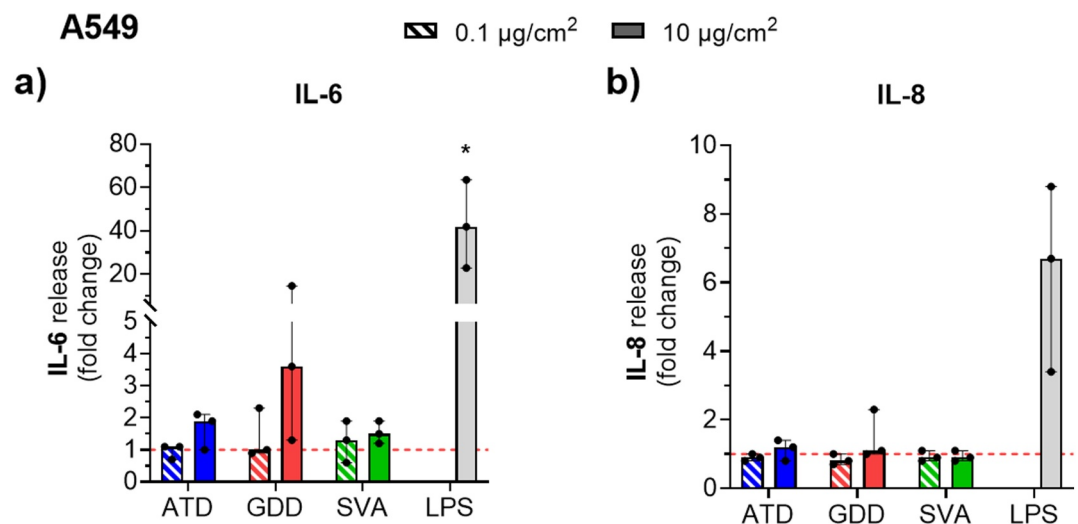 A549
0.1 µg/cm2
10 µg/cm2
a)
IL-6
IL-6 release
(fold change)
80
60
40
20
5
4
3
2
1
0
*
ATD
GDD
SVA
LPS
b)
IL-8
IL-8 release
(fold change)
10
8
6
4
2
0
ATD
GDD
SVA
LPS